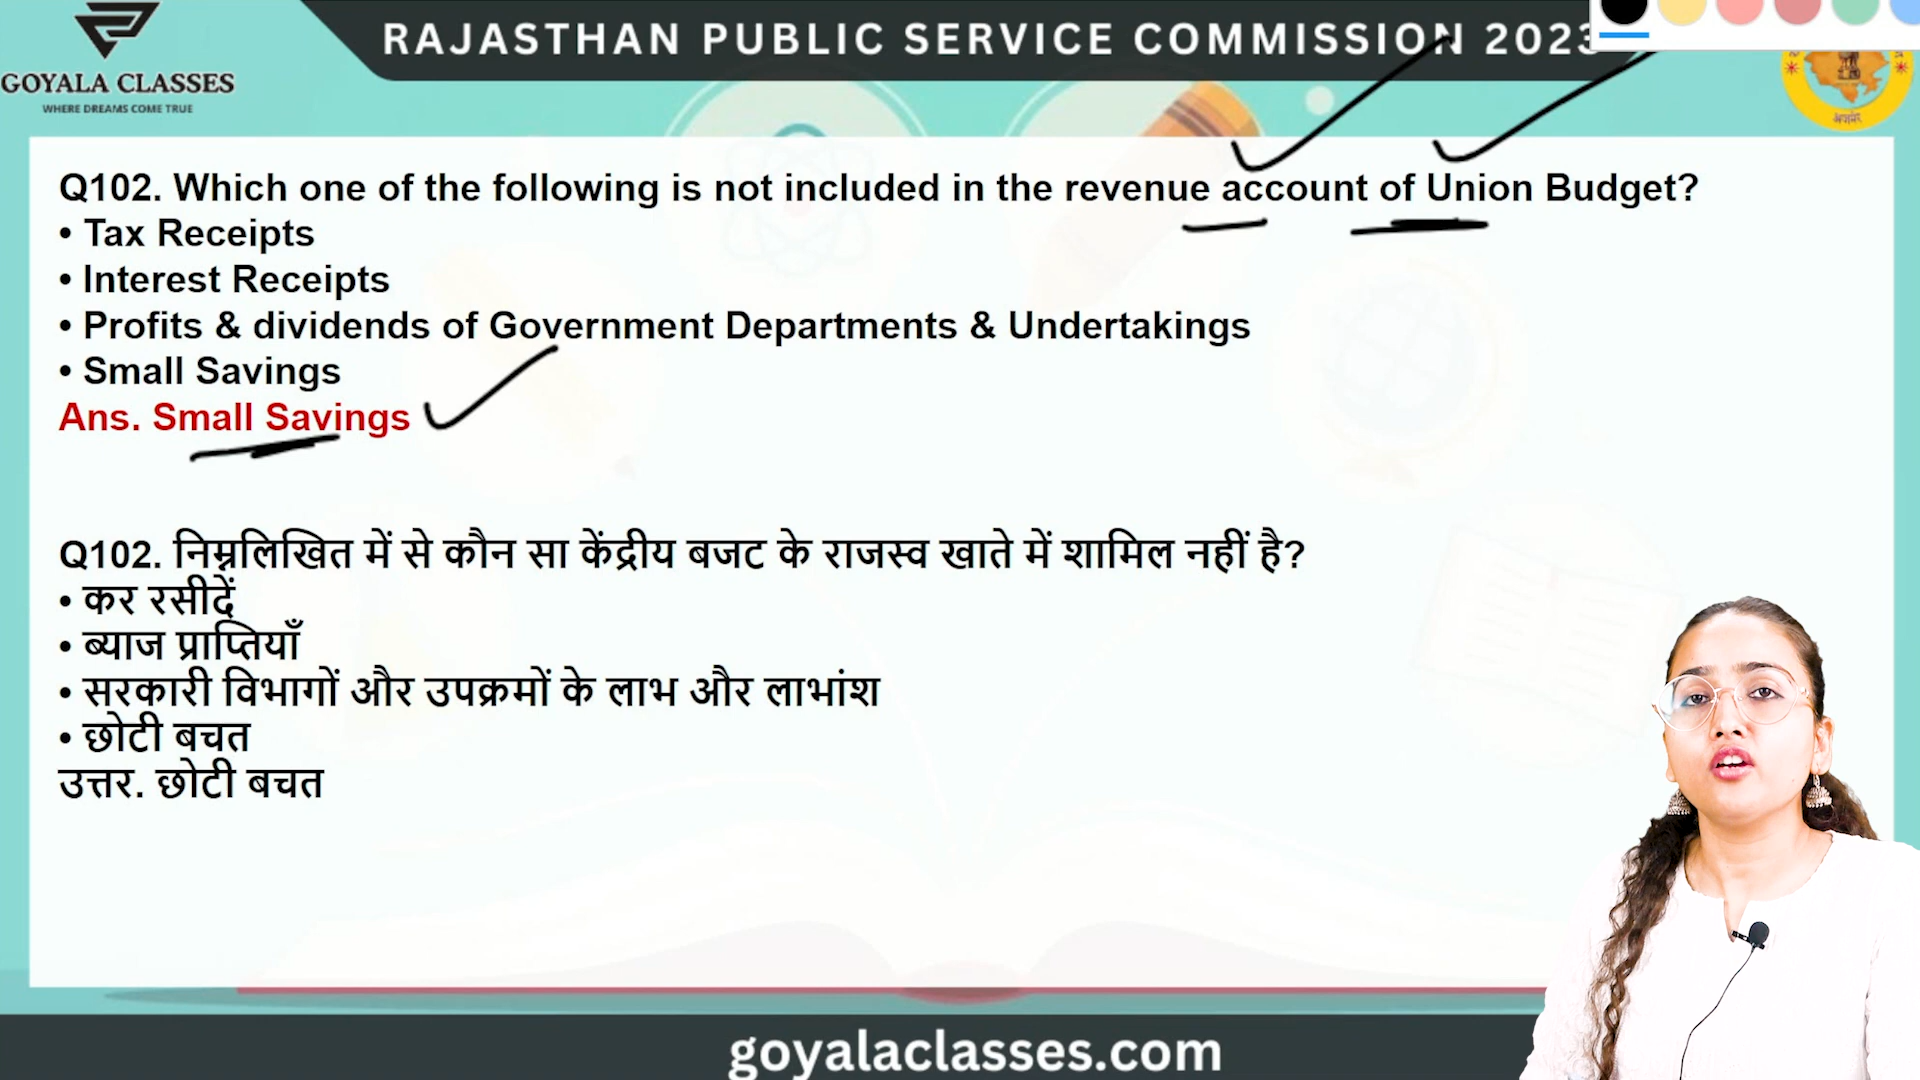 RAJASTHAN PUBLIC SERVICE COMMISSION 2023
GOYALA CLASSES
WHERE DREAMS COME TRUE
अजमेर
Q102. Which one of the following is not included in the revenue account of Union Budget?
• Tax Receipts
• Interest Receipts
• Profits & dividends of Government Departments & Undertakings
• Small Savings
Ans. Small Savings
Q102. निम्नलिखित में से कौन सा केंद्रीय बजट के राजस्व खाते में शामिल नहीं है?
• कर रसीदें
• ब्याज प्राप्तियाँ
• सरकारी विभागों और उपक्रमों के लाभ और लाभांश
• छोटी बचत
उत्तर. छोटी बचत
goyalaclasses.com